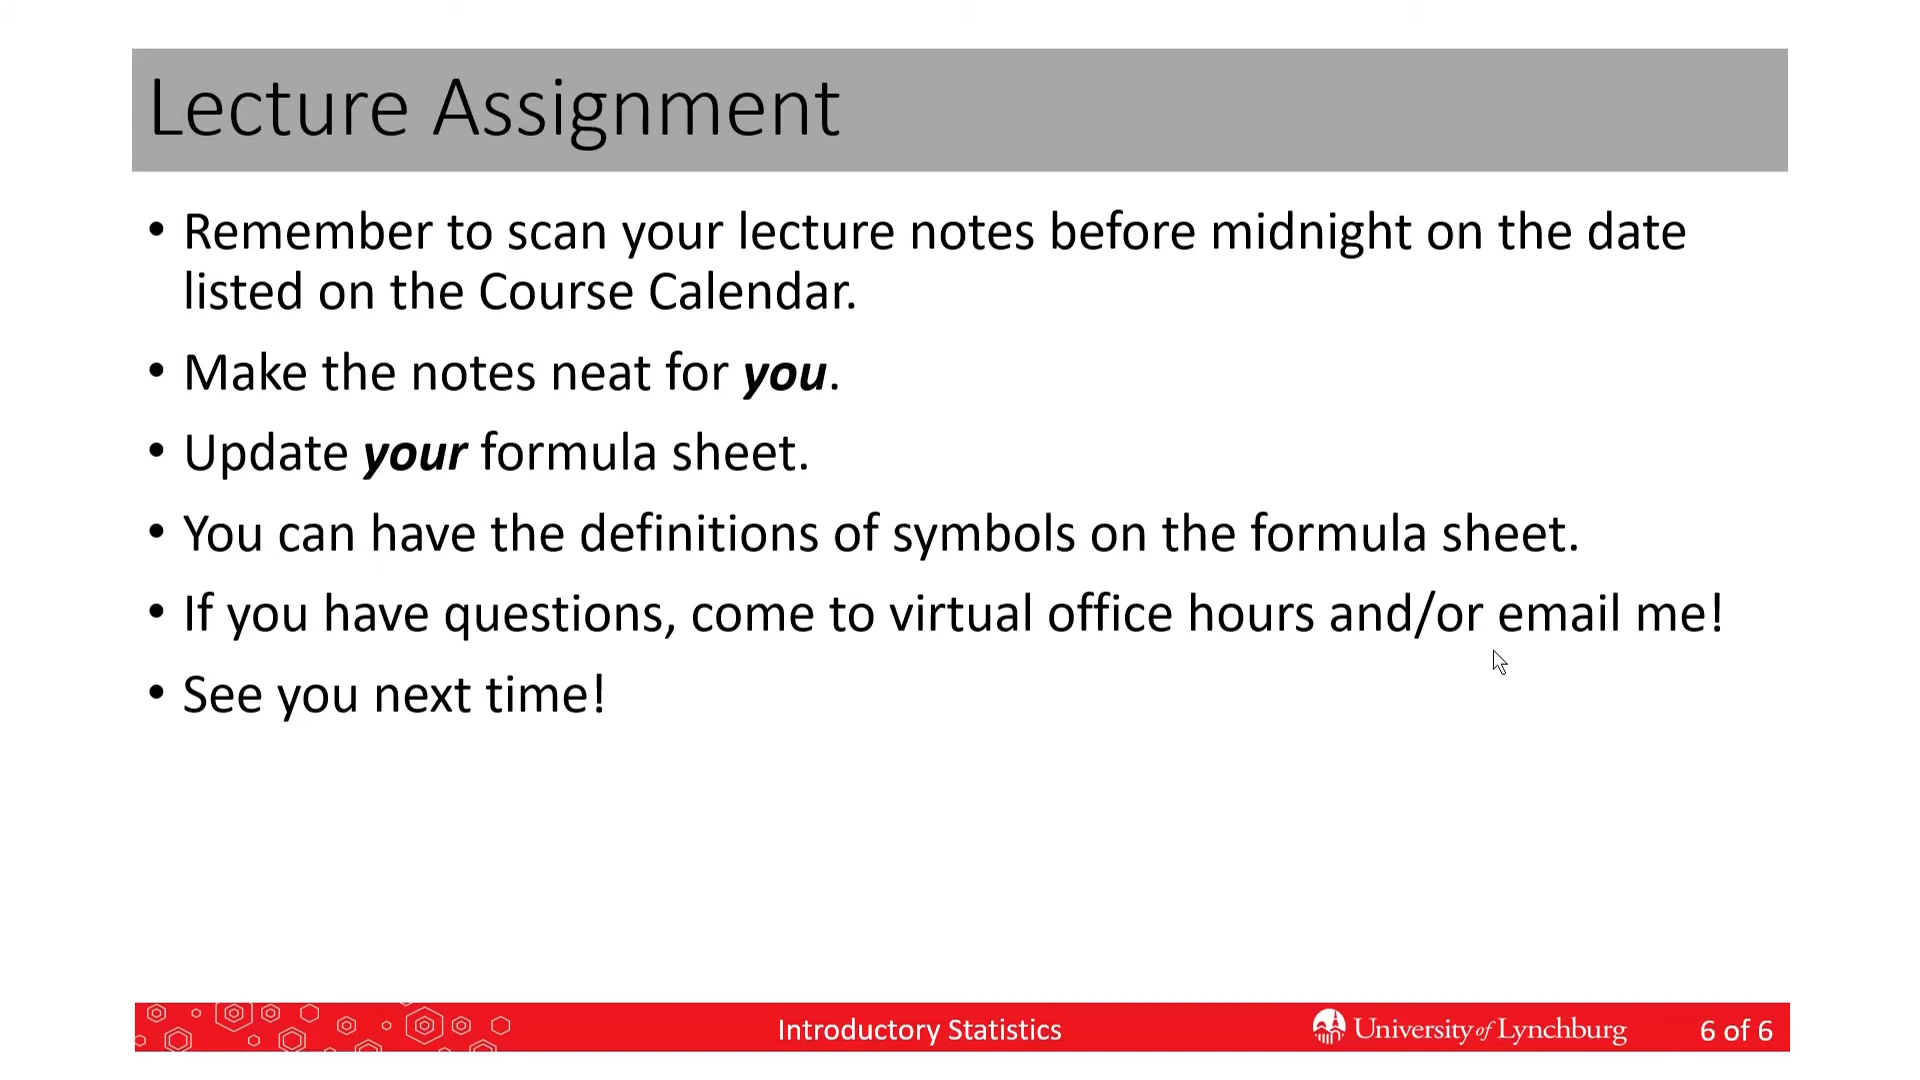 Lecture Assignment
• Remember to scan your lecture notes before midnight on the date
listed on the Course Calendar.
• Make the notes neat for you.
• Update your formula sheet.
• You can have the definitions of symbols on the formula sheet.
• If you have questions, come to virtual office hours and/or email me!
• See you next time!
Introductory Statistics
University of Lynchburg
6 of 6